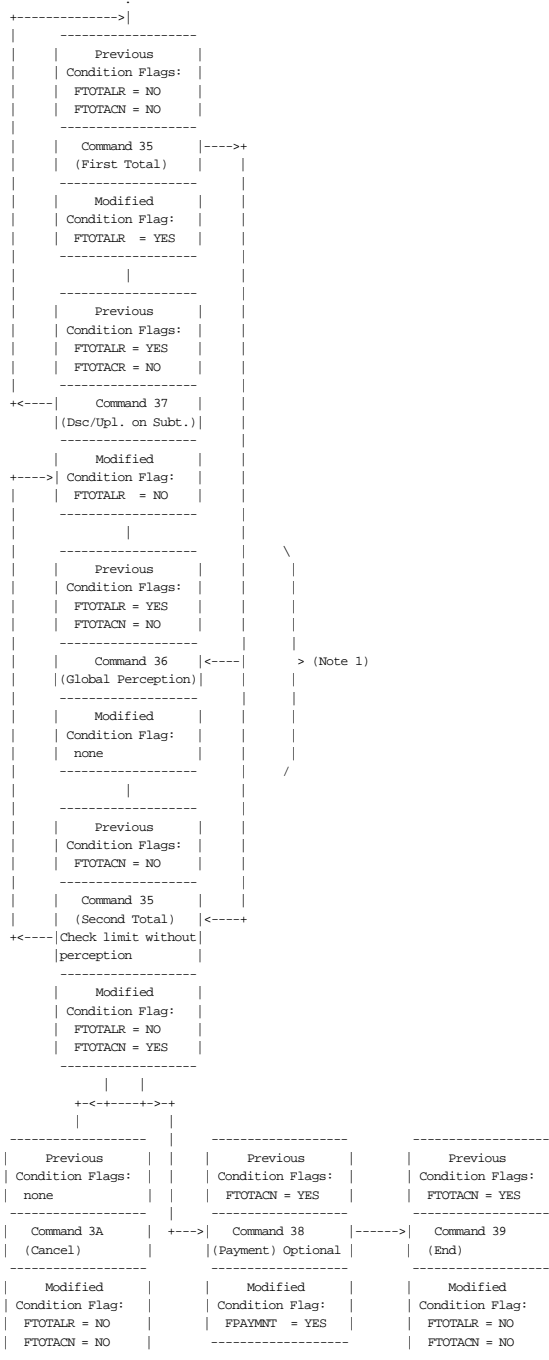 Previous
Condition Flags:
FTOTALR = NO
FTOTACN = NO
Command 35
(First Total)
Modified
Condition Flag:
FTOTALR = YES
Previous
Condition Flags:
FTOTALR = YES
FTOTACR = NO
Command 37
(Dsc/Upl. on Subt.)
Modified
Condition Flag:
FTOTALR = NO
Previous
Condition Flags:
FTOTALR = YES
FTOTACN = NO
Command 36
> (Note 1)
(Global Perception)
Modified
Condition Flag:
none
Previous
Condition Flags:
FTOTACN = NO
Command 35
(Second Total)
Check limit without
perception
Modified
Condition Flag:
FTOTALR = NO
FTOTACN = YES
Previous
Condition Flags:
none
Command 3A
(Cancel)
Modified
Condition Flag:
FTOTALR = NO
FTOTACN = NO
Previous
Condition Flags:
FTOTACN = YES
Command 38
(Payment) Optional
Modified
Condition Flag:
FPAYMNT = YES
Previous
Condition Flags:
FTOTACN = YES
Command 39
(End)
Modified
Condition Flag:
FTOTALR = NO
FTOTACN = NO